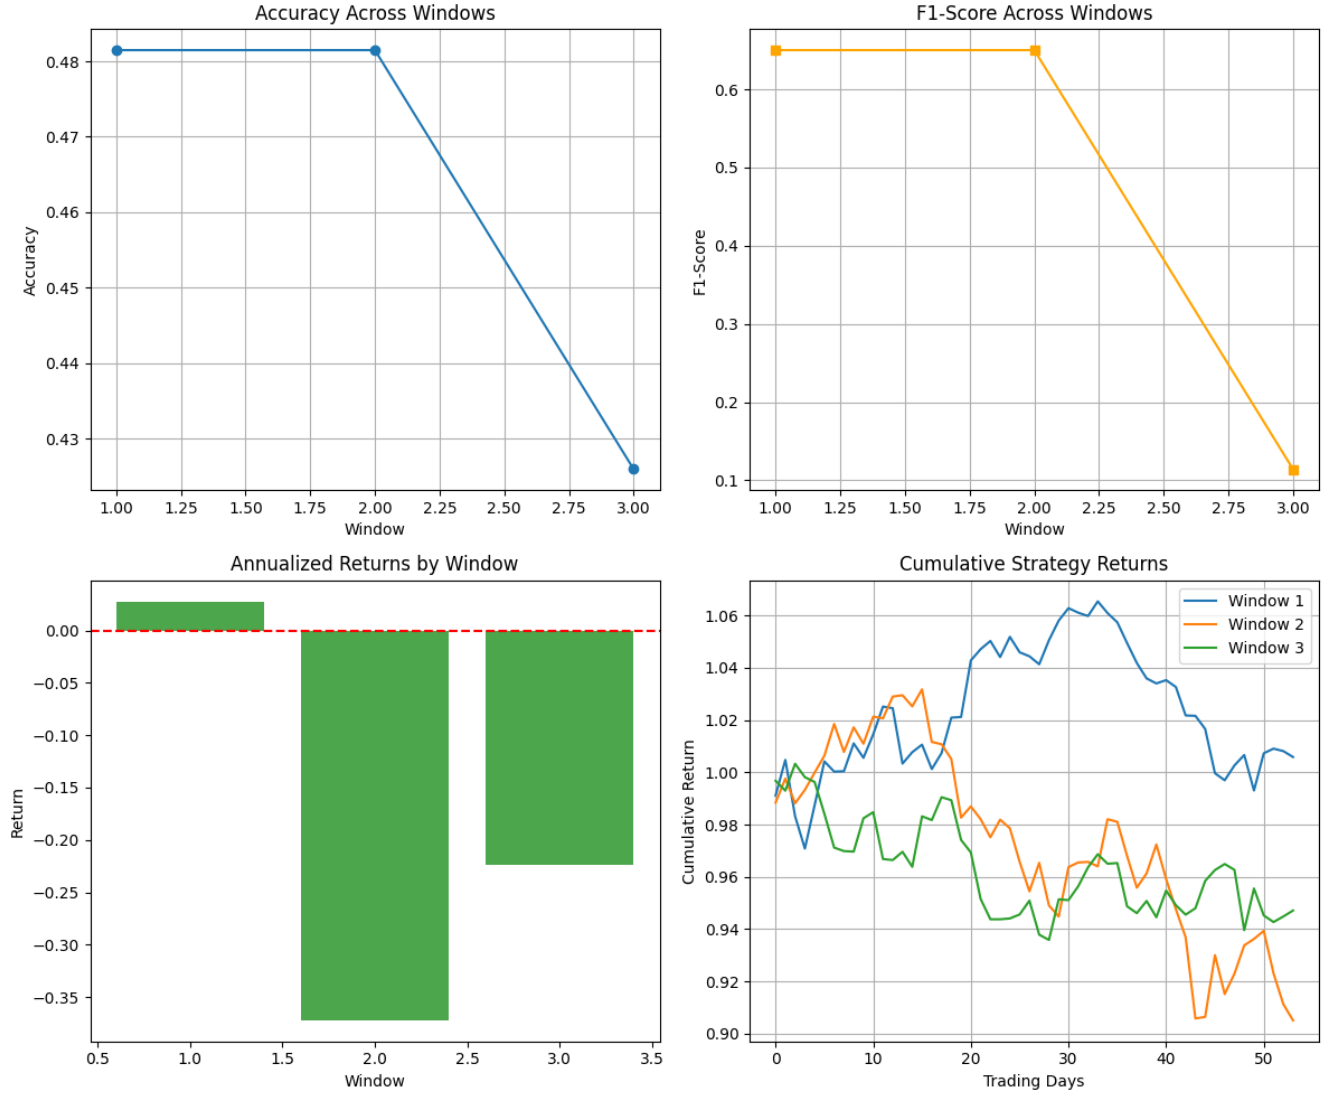 Accuracy Across Windows
Accuracy
0.48
0.47
0.46
0.45
0.44
0.43
1.00 1.25 1.50 1.75 2.00 2.25 2.50 2.75 3.00
Window
F1-Score Across Windows
F1-Score
0.6
0.5
0.4
0.3
0.2
0.1
1.00 1.25 1.50 1.75 2.00 2.25 2.50 2.75 3.00
Window
Annualized Returns by Window
Return
0.00
−0.05
−0.10
−0.15
−0.20
−0.25
−0.30
−0.35
0.5 1.0 1.5 2.0 2.5 3.0 3.5
Window
Cumulative Strategy Returns
Cumulative Return
1.06
1.04
1.02
1.00
0.98
0.96
0.94
0.92
0.90
Window 1
Window 2
Window 3
0 10 20 30 40 50
Trading Days